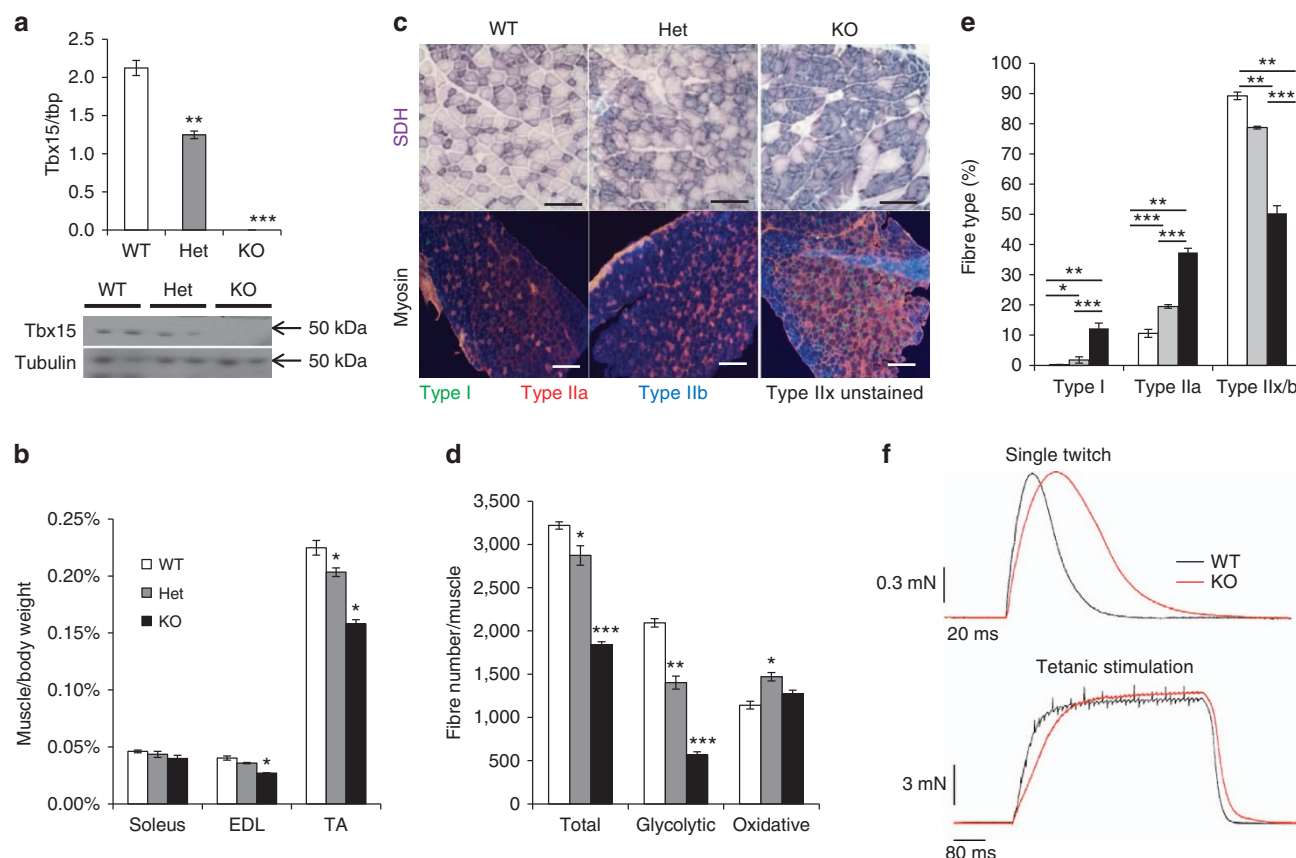 a
2.5
2.0
1.5
1.0
0.5
0.0
Tbx15/tbp
**
***
WT Het KO
WT Het KO
Tbx15 50 kDa
Tubulin 50 kDa
b
0.25%
0.20%
0.15%
0.10%
0.05%
0.00%
Muscle/body weight
WT
Het
KO
*
*
*
Soleus EDL TA
c
WT Het KO
SDH
Myosin
Type I Type IIa Type IIb Type IIx unstained
d
3,500
3,000
2,500
2,000
1,500
1,000
500
0
Fibre number/muscle
*
***
**
***
*
Total Glycolytic Oxidative
e
100
90
80
70
60
50
40
30
20
10
0
Fibre type (%)
**
*
***
**
***
***
**
**
***
Type I Type IIa Type IIx/b
f
Single twitch
WT
KO
0.3 mN
20 ms
Tetanic stimulation
3 mN
80 ms